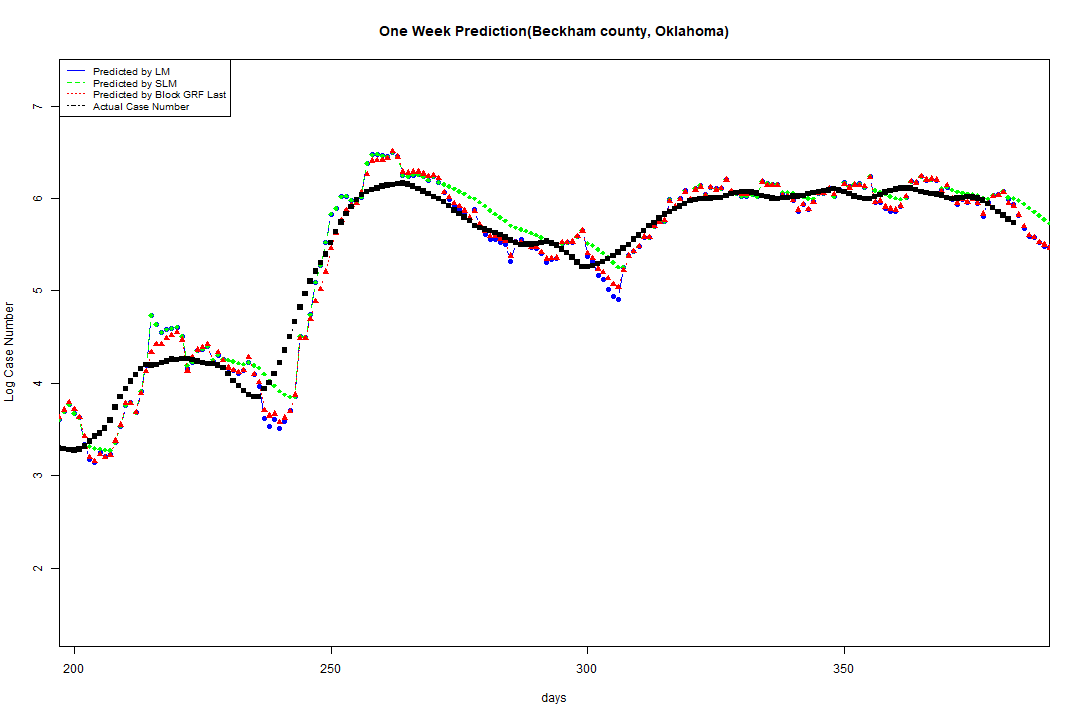 One Week Prediction(Beckham county, Oklahoma)
Predicted by LM
Predicted by SLM
Predicted by Block GRF Last
Actual Case Number
7
6
5
4
3
2
Log Case Number
200 250 300 350
days